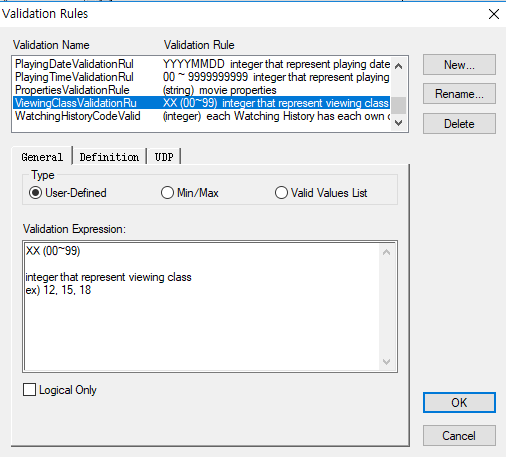 Validation Rules
Validation Name Validation Rule
PlayingDateValidationRul YYYYMMDD integer that represent playing date
PlayingTimeValidationRul 00 ~ 9999999999 integer that represent playing
PropertiesValidationRul (string) movie properties
ViewingClassValidationRu XX (00~99) integer that represent viewing class
WatchingHistoryCodeValid (integer) each Watching History has each own c
New...
Rename...
Delete
General Definition UDP
Type
User-Defined Min/Max Valid Values List
Validation Expression:
XX (00~99)
integer that represent viewing class
ex) 12, 15, 18
Logical Only
OK
Cancel